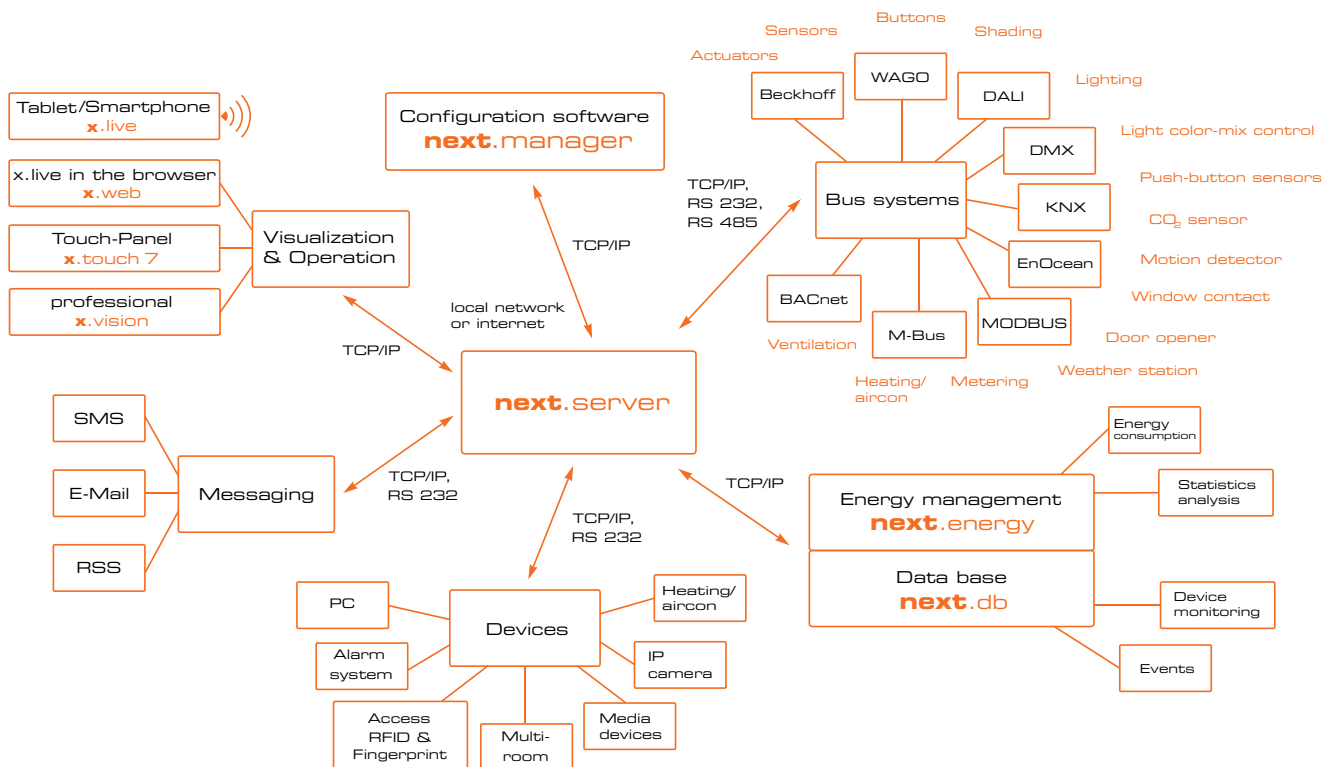 Tablet/Smartphone
x.live
x.live in the browser
x.web
Touch-Panel
x.touch 7
professional
x.vision
Visualization
& Operation
TCP/IP
Configuration software
next.manager
TCP/IP
local network
or internet
next.server
TCP/IP,
RS 232,
RS 485
Bus systems
Actuators
Sensors
Buttons
Shading
Lighting
Light color-mix control
Push-button sensors
CO₂ sensor
Motion detector
Window contact
Door opener
Weather station
Metering
Heating/
aircon
Ventilation
Beckhoff
WAGO
DALI
DMX
KNX
EnOcean
MODBUS
M-Bus
BACnet
SMS
E-Mail
RSS
Messaging
TCP/IP,
RS 232
TCP/IP,
RS 232
TCP/IP
Devices
PC
Alarm
system
Access
RFID &
Fingerprint
Multi-
room
Media
devices
IP
camera
Heating/
aircon
Energy management
next.energy
Data base
next.db
Energy
consumption
Statistics
analysis
Device
monitoring
Events